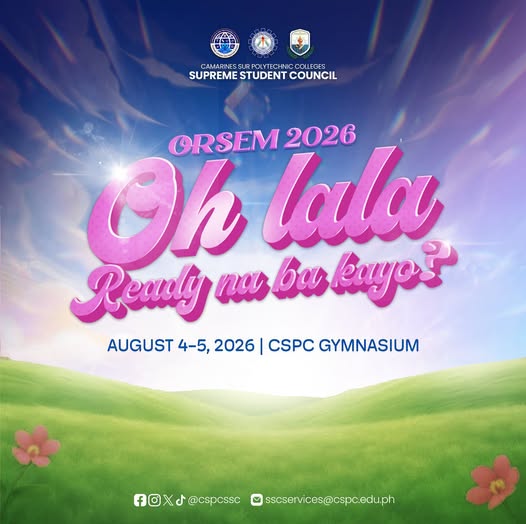 CAMARINES SUR POLYTECHNIC COLLEGES
SUPREME STUDENT COUNCIL
ORSEM 2026
Oh lala
Ready na ba kayo?
AUGUST 4-5, 2026 | CSPC GYMNASIUM
@cspcssc sscservices@cspc.edu.ph